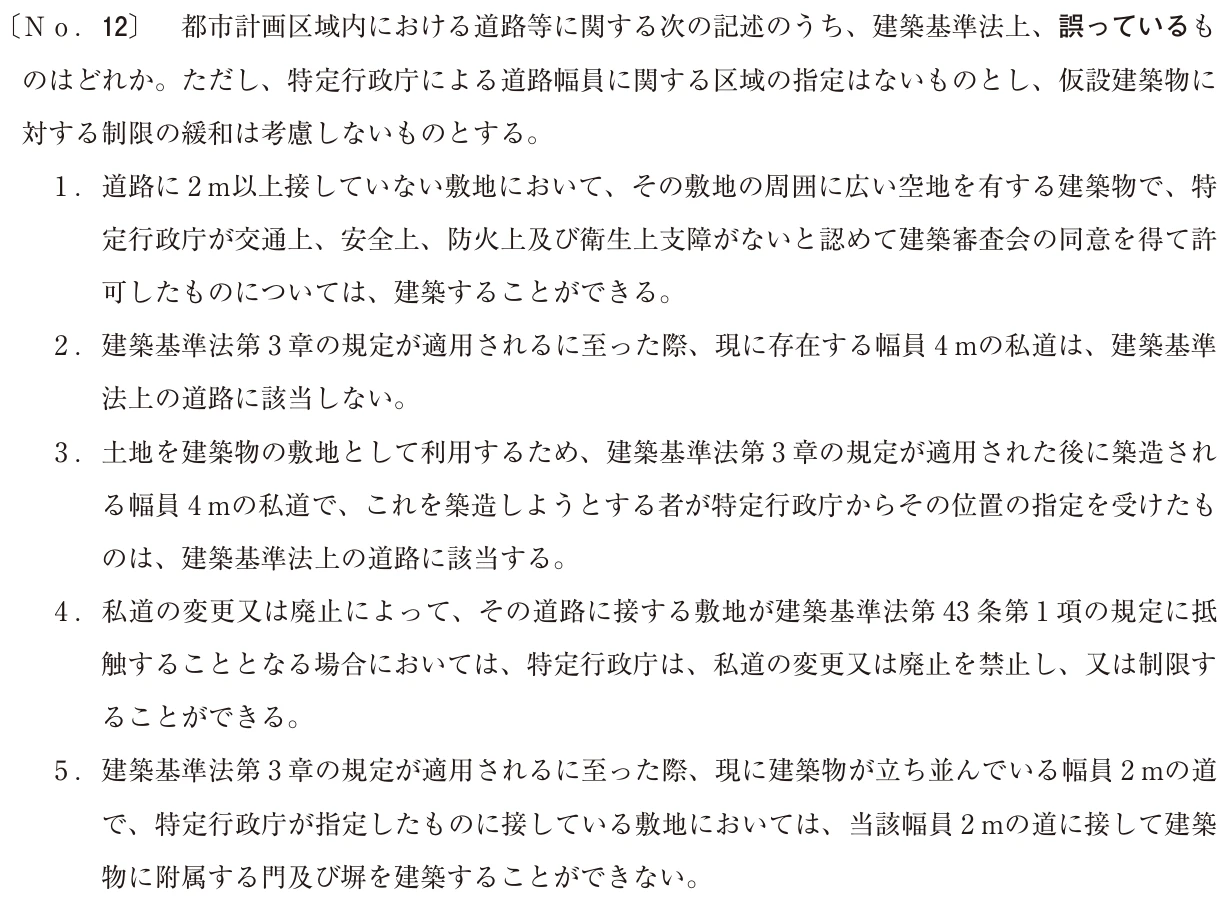 〔Ｎｏ．12〕　都市計画区域内における道路等に関する次の記述のうち、建築基準法上、誤っているも
のはどれか。ただし、特定行政庁による道路幅員に関する区域の指定はないものとし、仮設建築物に
対する制限の緩和は考慮しないものとする。
１．道路に２ｍ以上接していない敷地において、その敷地の周囲に広い空地を有する建築物で、特
定行政庁が交通上、安全上、防火上及び衛生上支障がないと認めて建築審査会の同意を得て許
可したものについては、建築することができる。
２．建築基準法第３章の規定が適用されるに至った際、現に存在する幅員４ｍの私道は、建築基準
法上の道路に該当しない。
３．土地を建築物の敷地として利用するため、建築基準法第３章の規定が適用された後に築造され
る幅員４ｍの私道で、これを築造しようとする者が特定行政庁からその位置の指定を受けたも
のは、建築基準法上の道路に該当する。
４．私道の変更又は廃止によって、その道路に接する敷地が建築基準法第 43 条第１項の規定に抵
触することとなる場合においては、特定行政庁は、私道の変更又は廃止を禁止し、又は制限す
ることができる。
５．建築基準法第３章の規定が適用されるに至った際、現に建築物が立ち並んでいる幅員２ｍの道
で、特定行政庁が指定したものに接している敷地においては、当該幅員２ｍの道に接して建築
物に附属する門及び塀を建築することができない。